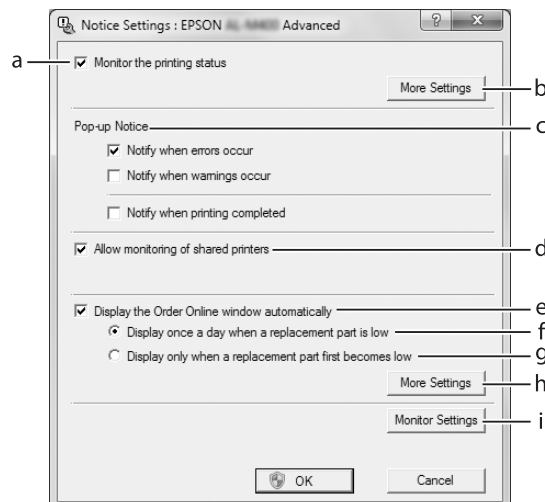 Notice Settings : EPSON Advanced
? X
a Monitor the printing status
More Settings b
Pop-up Notice c
Notify when errors occur
Notify when warnings occur
Notify when printing completed
Allow monitoring of shared printers d
Display the Order Online window automatically e
Display once a day when a replacement part is low f
Display only when a replacement part first becomes low g
More Settings h
Monitor Settings i
OK Cancel